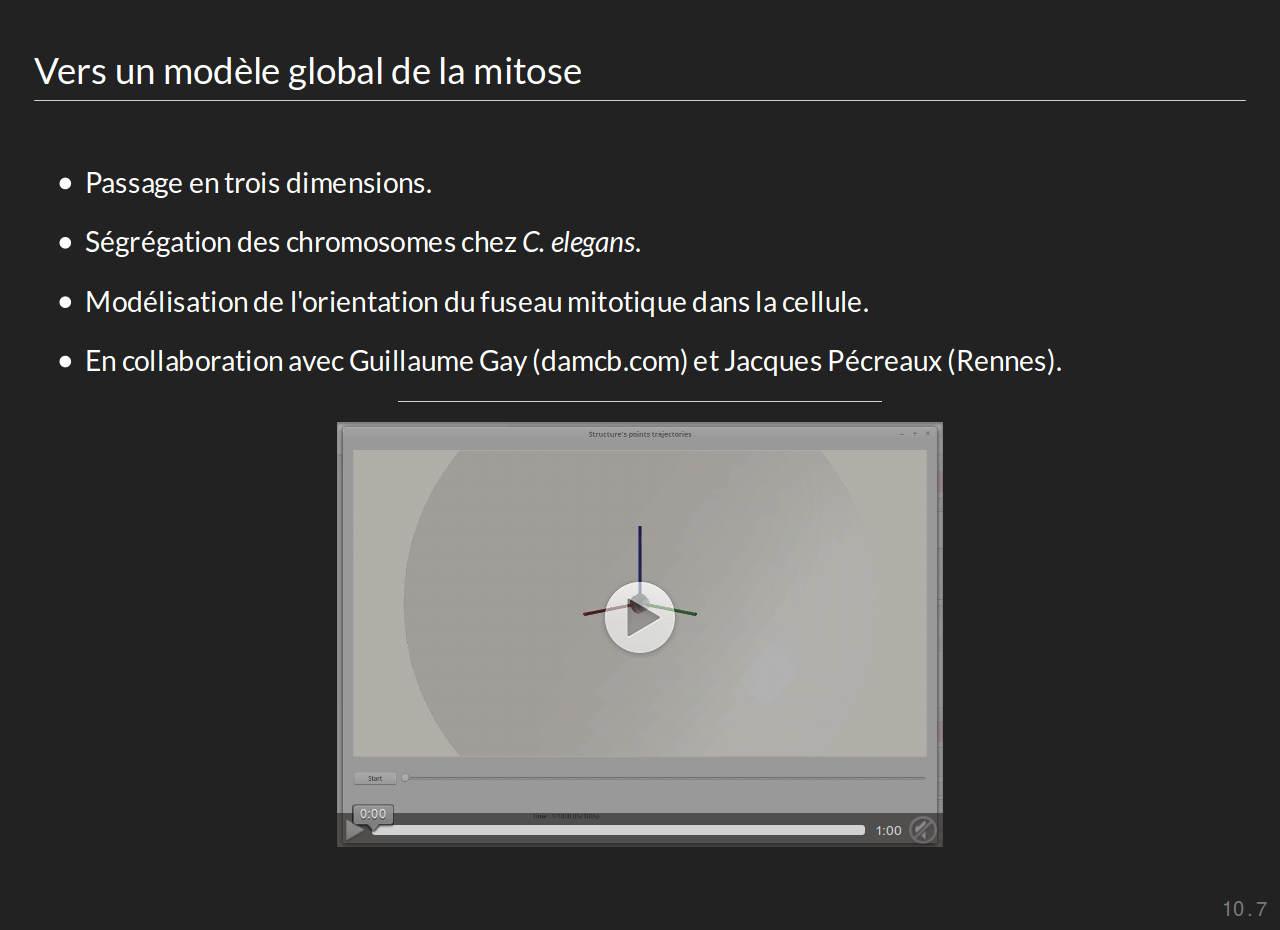 Vers un modèle global de la mitose
Passage en trois dimensions.
Ségrégation des chromosomes chez C. elegans.
Modélisation de l'orientation du fuseau mitotique dans la cellule.
En collaboration avec Guillaume Gay (damcb.com) et Jacques Pécreaux (Rennes).
Structure's points trajectories
Start
0:00
1:00
10.7